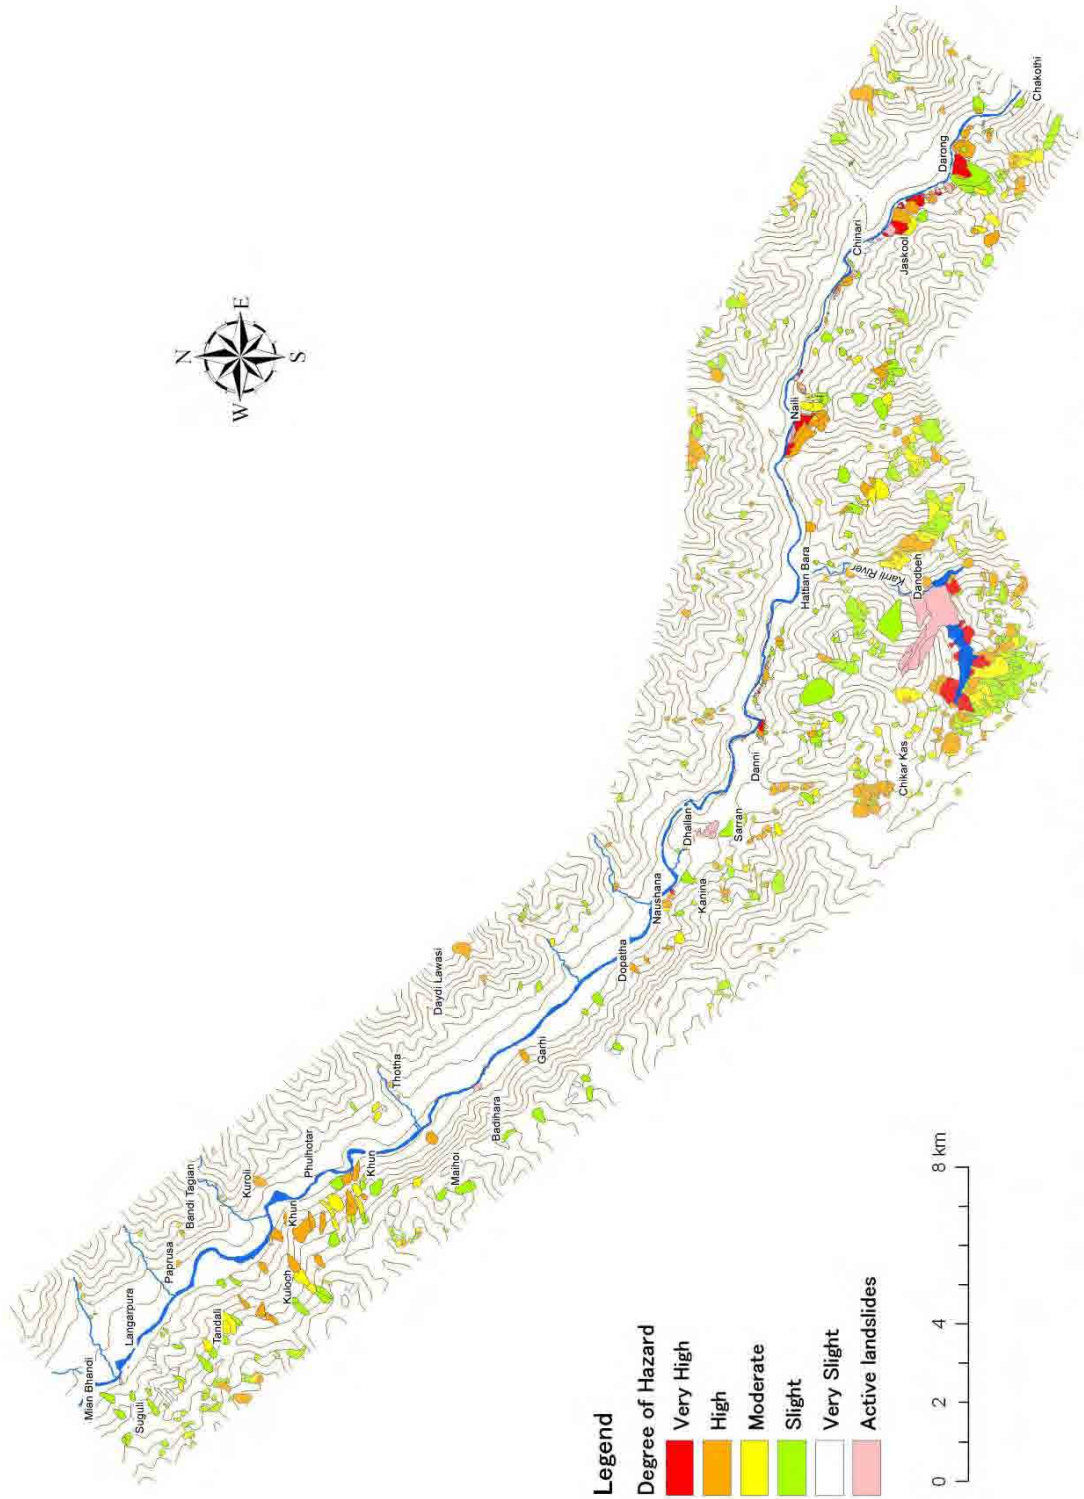 N
E
S
W
Mian Bhandi
Suguli
Langarpura
Paprusa
Bandi Tagian
Tandali
Kuloch
Kuroli
Khun
Phulhotar
Khun
Thotha
Maihoi
Badihara
Daydi Lawasi
Garhi
Dopatha
Naushana
Kanina
Dhallan
Sarran
Danni
Chikar Kas
Hattian Bara
Karli River
Dandbeh
Naili
Chinari
Jaskool
Darong
Chakothi
Legend
Degree of Hazard
Very High
High
Moderate
Slight
Very Slight
Active landslides
0 2 4 8 km